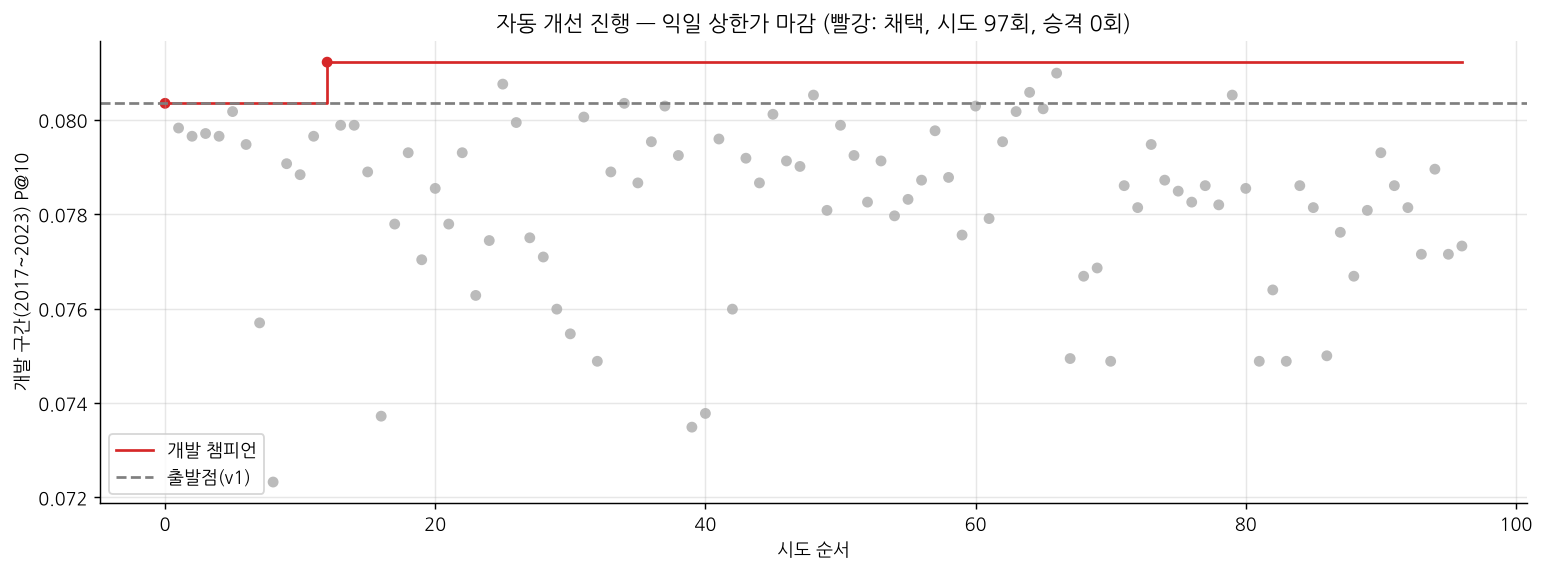 자동 개선 진행 — 익일 상한가 마감 (빨강: 채택, 시도 97회, 승격 0회)
개발 구간(2017~2023) P@10
0.080
0.078
0.076
0.074
0.072
개발 챔피언
출발점(v1)
0
20
40
60
80
100
시도 순서